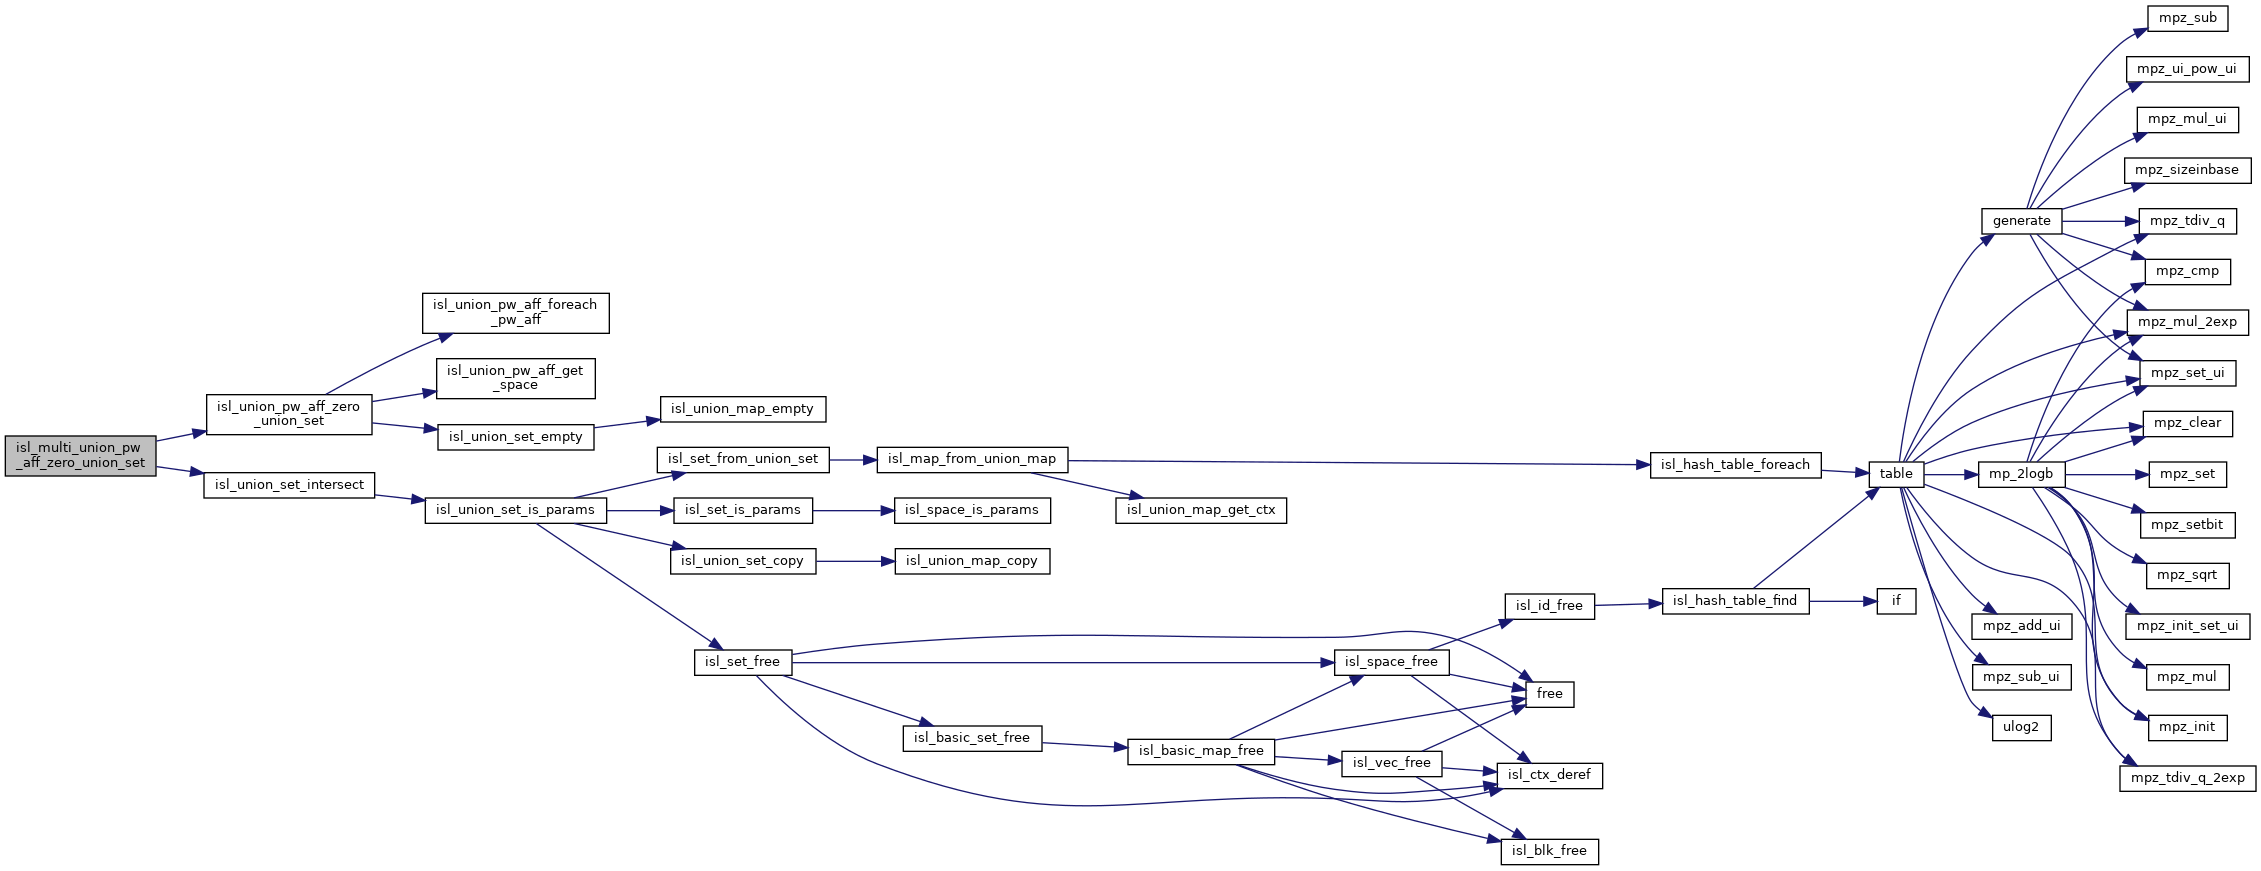 isl_multi_union_pw
_aff_zero_union_set
isl_union_pw_aff_zero
_union_set
isl_union_set_intersect
isl_union_pw_aff_foreach
_pw_aff
isl_union_pw_aff_get
_space
isl_union_set_empty
isl_union_set_is_params
isl_union_map_empty
isl_set_from_union_set
isl_set_is_params
isl_union_set_copy
isl_set_free
isl_map_from_union_map
isl_space_is_params
isl_union_map_copy
isl_basic_set_free
isl_union_map_get_ctx
isl_basic_map_free
isl_space_free
isl_vec_free
isl_id_free
free
isl_ctx_deref
isl_blk_free
isl_hash_table_foreach
isl_hash_table_find
table
if
generate
mp_2logb
mpz_add_ui
mpz_sub_ui
ulog2
mpz_sub
mpz_ui_pow_ui
mpz_mul_ui
mpz_sizeinbase
mpz_tdiv_q
mpz_cmp
mpz_mul_2exp
mpz_set_ui
mpz_clear
mpz_set
mpz_setbit
mpz_sqrt
mpz_init_set_ui
mpz_mul
mpz_init
mpz_tdiv_q_2exp